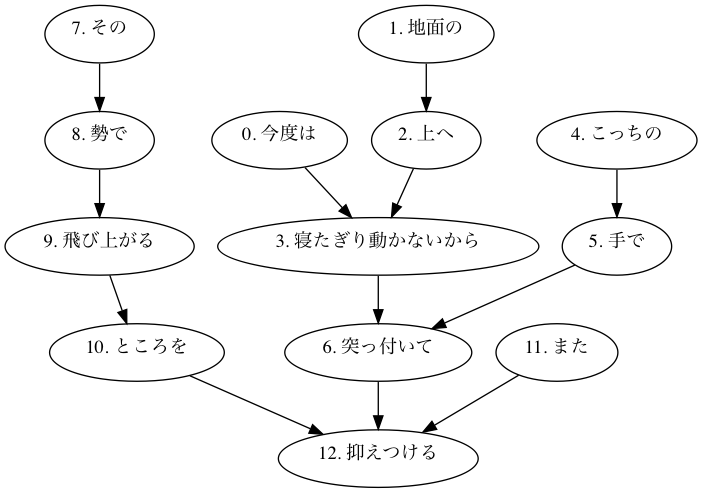 7. その
1. 地面の
8. 勢で
0. 今度は
2. 上へ
4. こっちの
9. 飛び上がる
3. 寝たぎり動かないから
5. 手で
10. ところを
6. 突っ付いて
11. また
12. 抑えつける